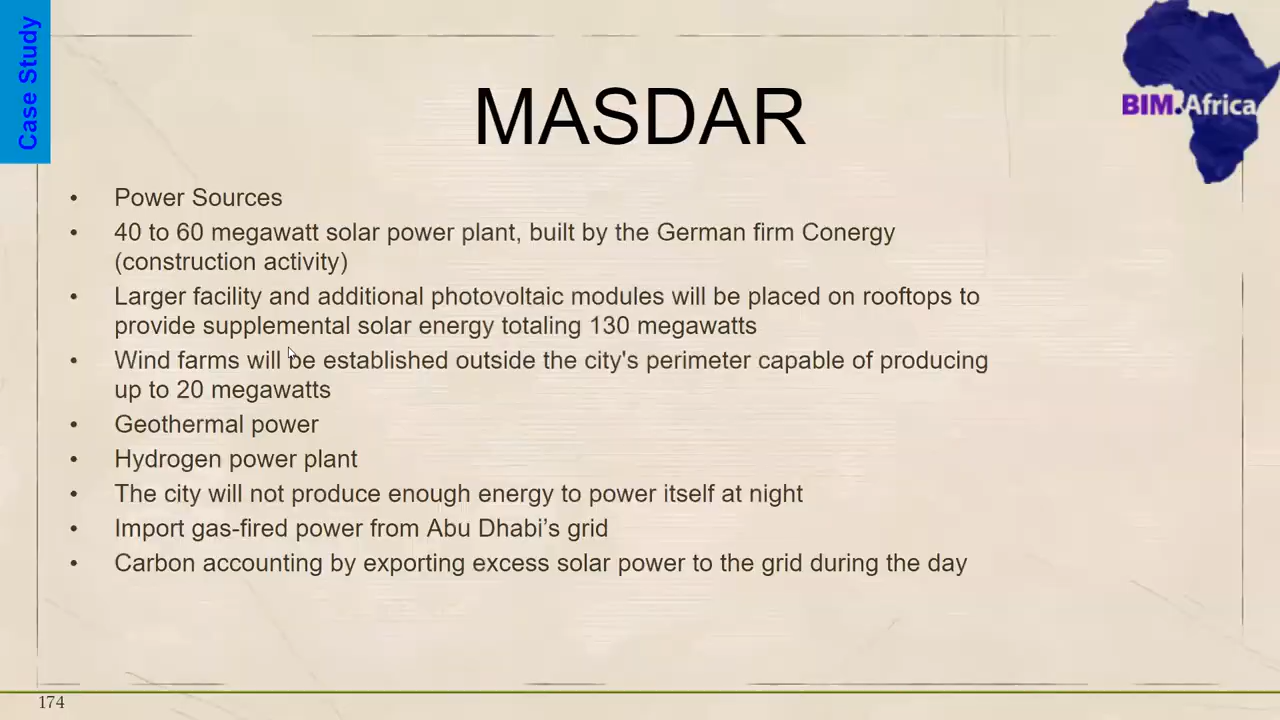 Case Study
MASDAR
BIM.Africa
• Power Sources
• 40 to 60 megawatt solar power plant, built by the German firm Conergy
(construction activity)
• Larger facility and additional photovoltaic modules will be placed on rooftops to
provide supplemental solar energy totaling 130 megawatts
• Wind farms will be established outside the city's perimeter capable of producing
up to 20 megawatts
• Geothermal power
• Hydrogen power plant
• The city will not produce enough energy to power itself at night
• Import gas-fired power from Abu Dhabi’s grid
• Carbon accounting by exporting excess solar power to the grid during the day
174